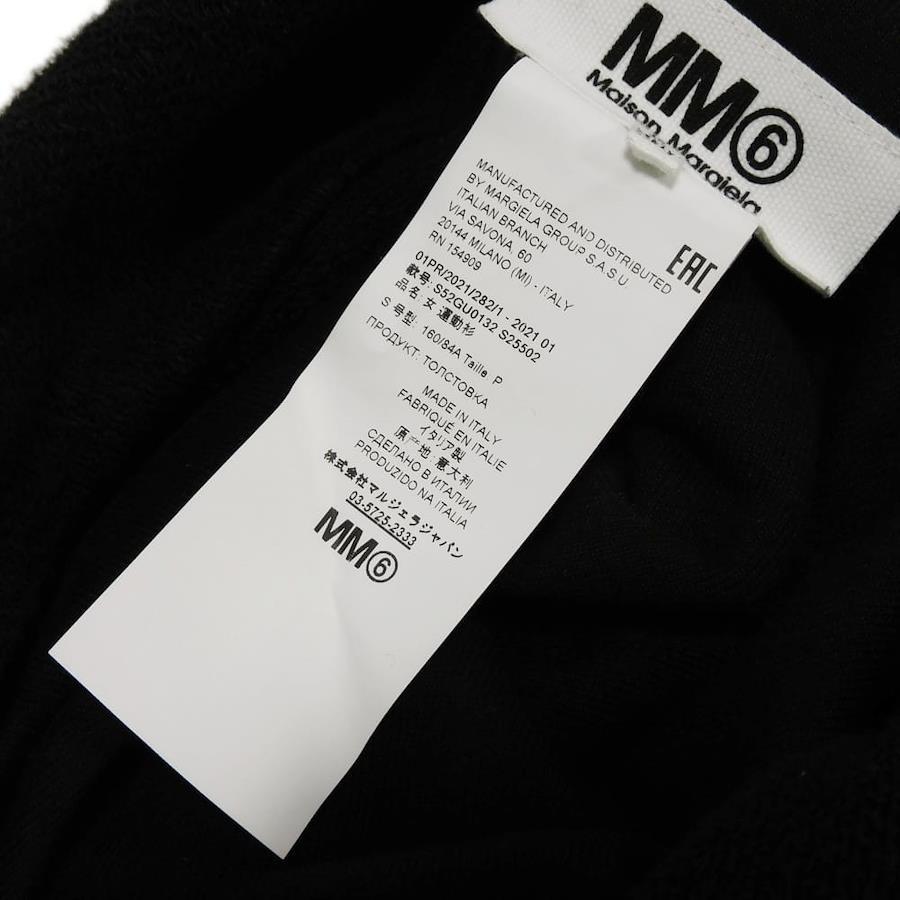 MM⑥
Maison Margiela
MANUFACTURED AND DISTRIBUTED
BY MARGIELA GROUP S.A.S.U
ITALIAN BRANCH
VIA SAVONA, 60
20144 MILANO (MI) - ITALY
RN 154909
EAC
01PR/2021/282/1 - 2021 01
款号: S52GU0132 S25502
品名: 女 運動衫
S 号型: 160/84A Taille. P
ПРОДУКТ: ТОЛСТОВКА
MADE IN ITALY
FABRIQUÉ EN ITALIE
イタリア製
原产地: 意大利
СДЕЛАНО В ИТАЛИИ
PRODUZIDO NA ITALIA
株式会社マルジェラジャパン
03-5725-2333
MM⑥